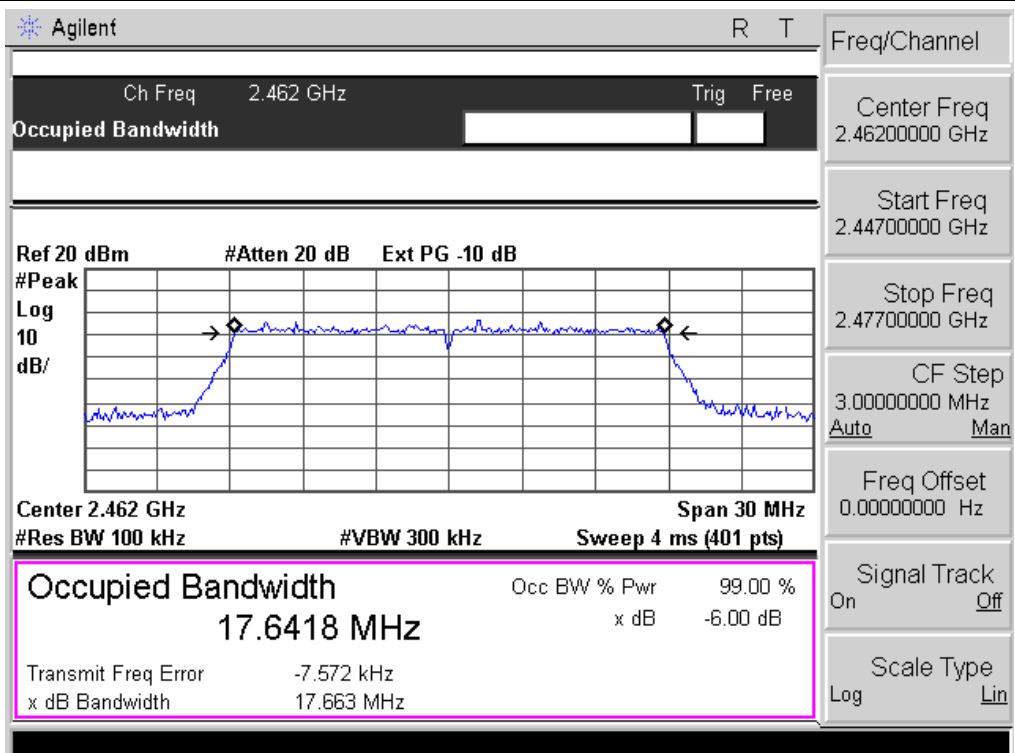 Agilent R T
Ch Freq 2.462 GHz Trig Free
Occupied Bandwidth
Ref 20 dBm #Atten 20 dB Ext PG -10 dB
#Peak
Log
10
dB/
Center 2.462 GHz Span 30 MHz
#Res BW 100 kHz #VBW 300 kHz Sweep 4 ms (401 pts)
Occupied Bandwidth Occ BW % Pwr 99.00 %
17.6418 MHz x dB -6.00 dB
Transmit Freq Error -7.572 kHz
x dB Bandwidth 17.663 MHz
Freq/Channel
Center Freq
2.46200000 GHz
Start Freq
2.44700000 GHz
Stop Freq
2.47700000 GHz
CF Step
3.00000000 MHz
Auto Man
Freq Offset
0.00000000 Hz
Signal Track
On Off
Scale Type
Log Lin